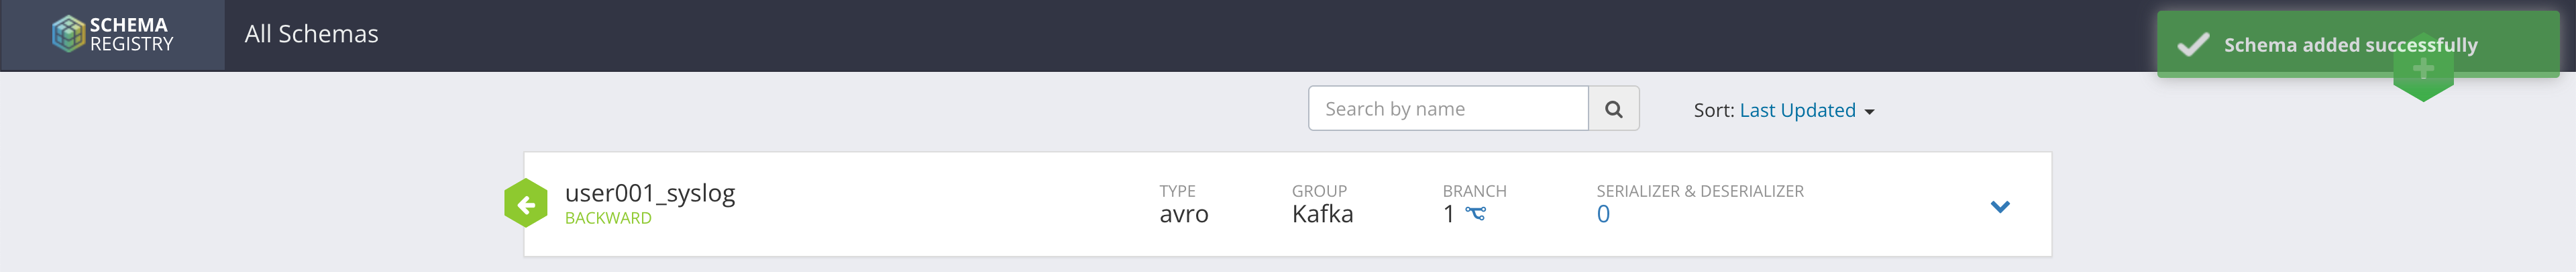 SCHEMA
REGISTRY
All Schemas
Schema added successfully
Search by name
Sort: Last Updated
user001_syslog
BACKWARD
TYPE
avro
GROUP
Kafka
BRANCH
1
SERIALIZER & DESERIALIZER
0